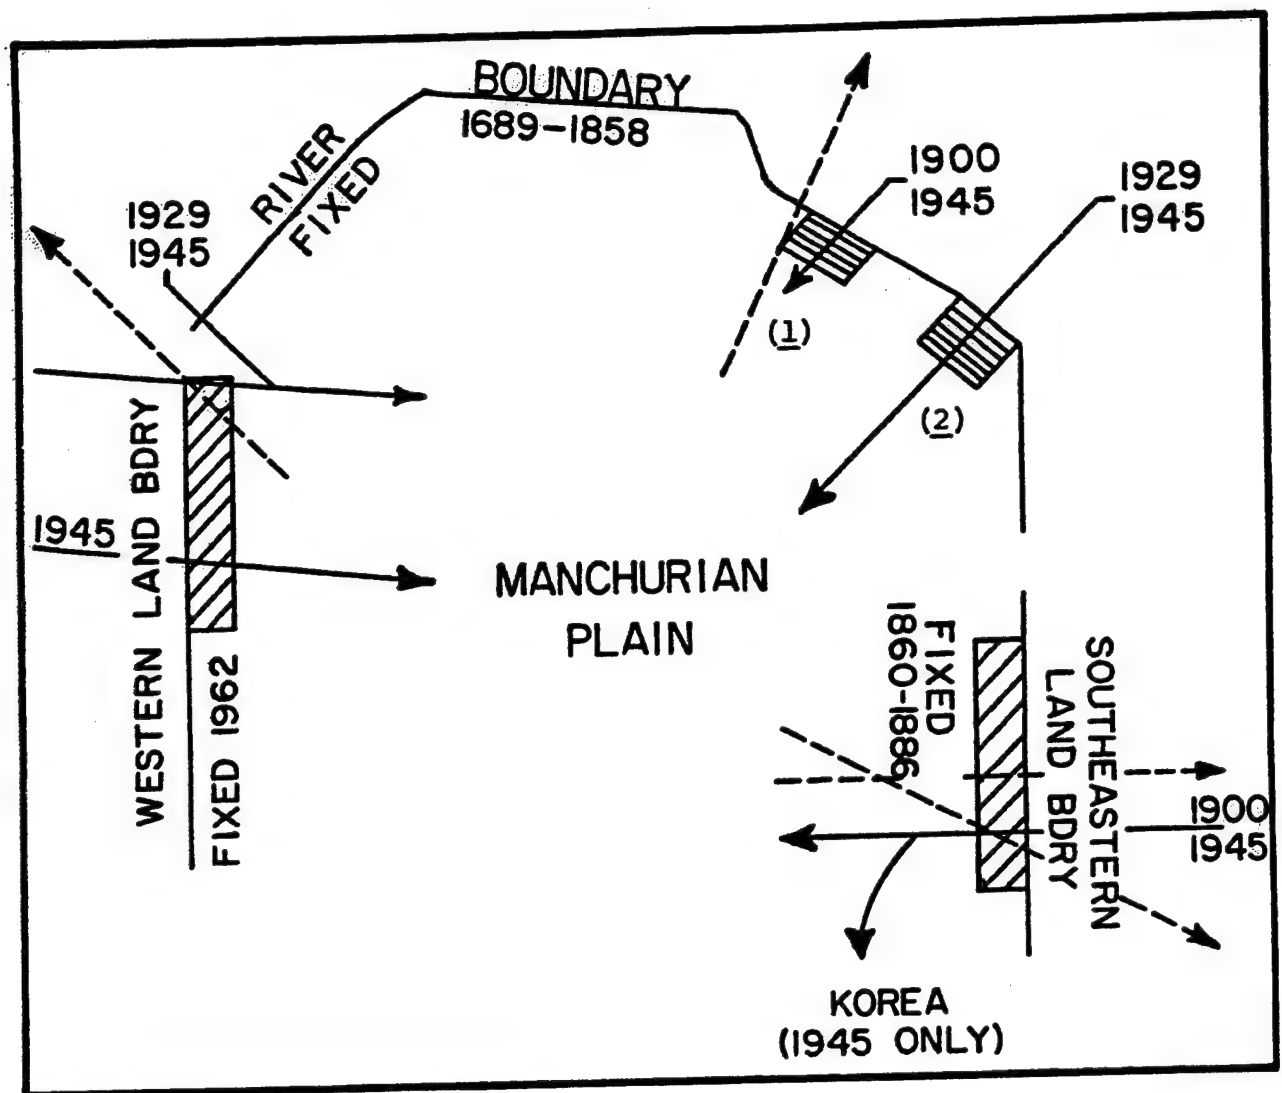 BOUNDARY
1689-1858
RIVER
FIXED
1929
1945
1900
1945
1929
1945
(1)
(2)
WESTERN LAND BDRY
FIXED 1962
1945
MANCHURIAN
PLAIN
FIXED
1860-1886
SOUTHEASTERN
LAND BDRY
1900
1945
KOREA
(1945 ONLY)